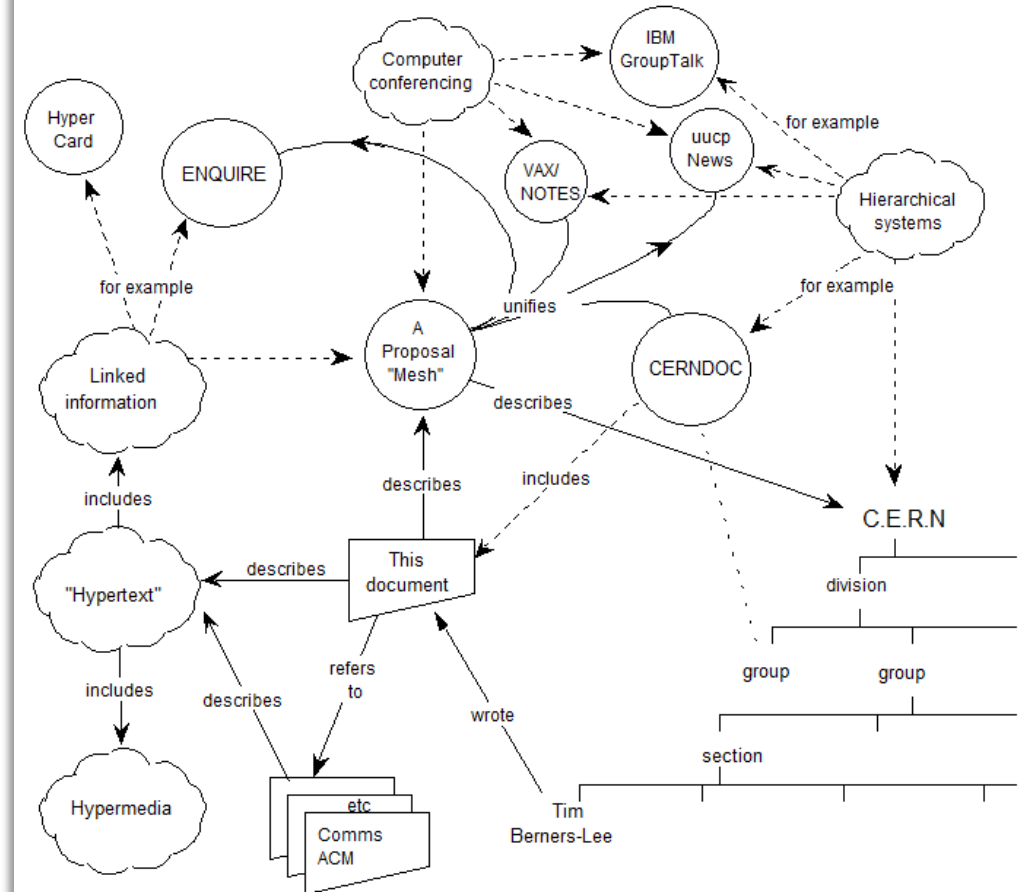 IBM
GroupTalk
Computer
conferencing
Hyper
Card
uucp
News
for example
ENQUIRE
VAX/
NOTES
Hierarchical
systems
for example
for example
unifies
A
Proposal
"Mesh"
CERNDOC
Linked
information
describes
includes
describes
includes
C.E.R.N
This
document
describes
"Hypertext"
division
refers
to
group
group
includes
describes
wrote
section
Hypermedia
etc
Comms
ACM
Tim
Berners-Lee